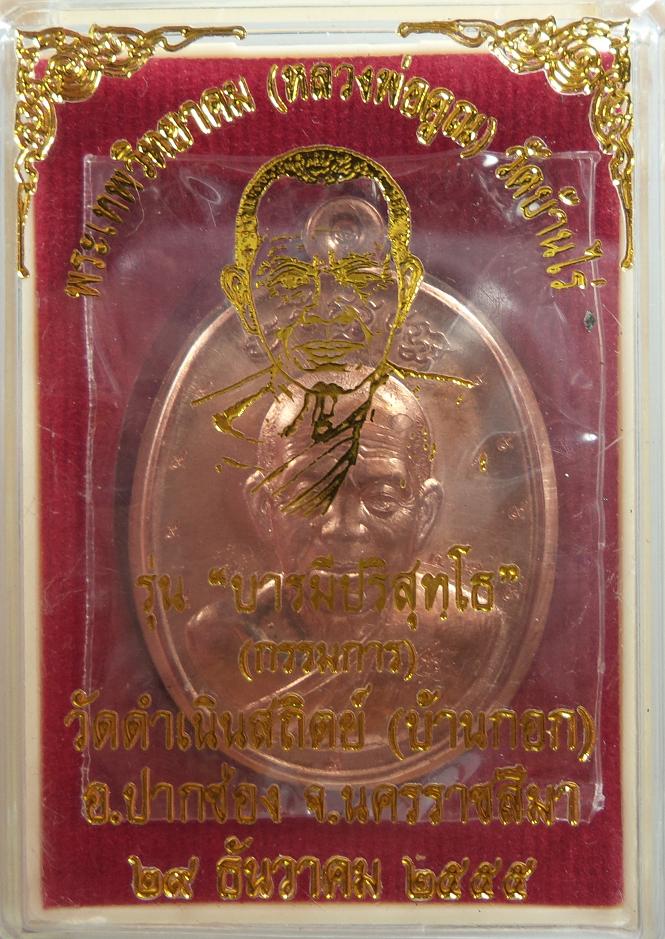 พระเทพวิทยาคม (หลวงพ่อคูณ) วัดบ้านไร่
รุ่น "บารมีปริสุทฺโธ"
(กรรมการ)
วัดดำเนินสถิตย์ (บ้านกอก)
อ.ปากช่อง จ.นครราชสีมา
๒๙ ธันวาคม ๒๕๕๕